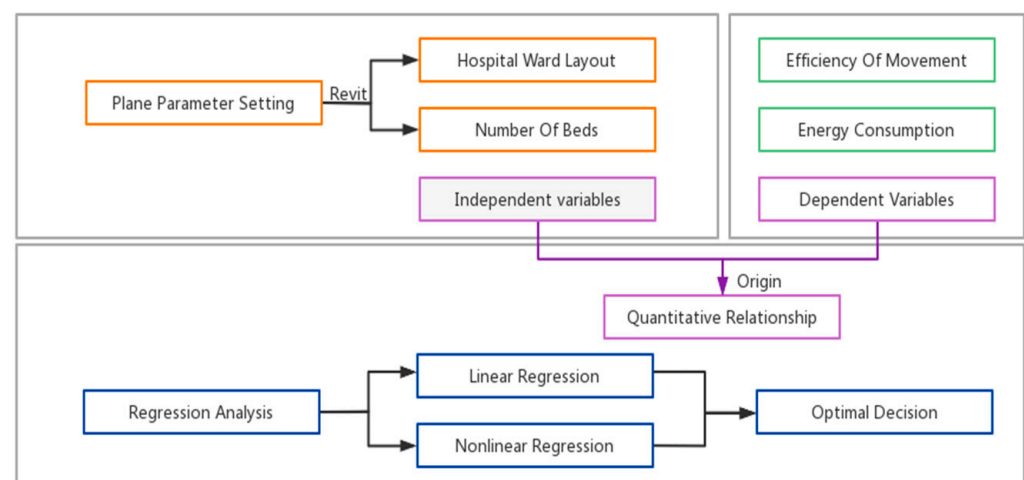 Hospital Ward Layout
Efficiency Of Movement
Plane Parameter Setting
Revit
Number Of Beds
Energy Consumption
Independent variables
Dependent Variables
Origin
Quantitative Relationship
Linear Regression
Regression Analysis
Optimal Decision
Nonlinear Regression